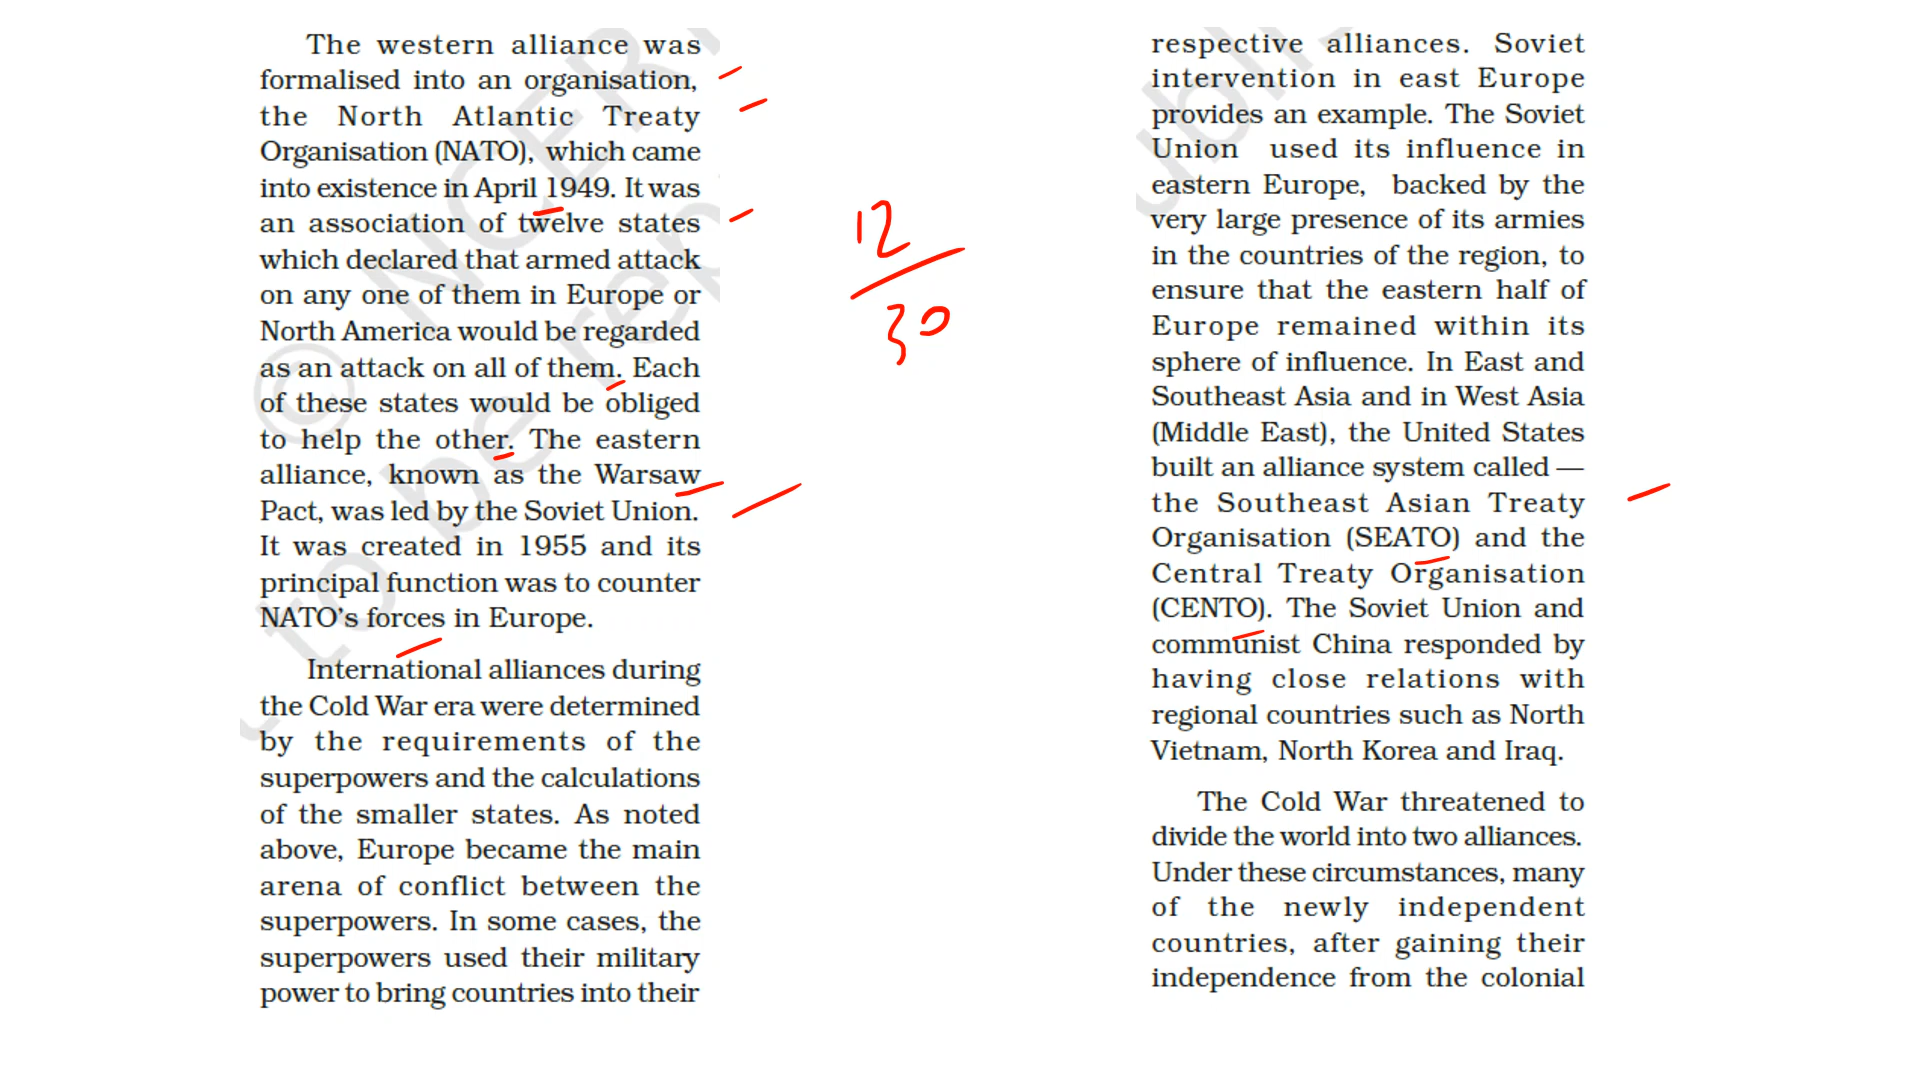 The western alliance was
formalised into an organisation,
the North Atlantic Treaty
Organisation (NATO), which came
into existence in April 1949. It was
an association of twelve states
which declared that armed attack
on any one of them in Europe or
North America would be regarded
as an attack on all of them. Each
of these states would be obliged
to help the other. The eastern
alliance, known as the Warsaw
Pact, was led by the Soviet Union.
It was created in 1955 and its
principal function was to counter
NATO's forces in Europe.
International alliances during
the Cold War era were determined
by the requirements of the
superpowers and the calculations
of the smaller states. As noted
above, Europe became the main
arena of conflict between the
superpowers. In some cases, the
superpowers used their military
power to bring countries into their
12
30
respective alliances. Soviet
intervention in east Europe
provides an example. The Soviet
Union used its influence in
eastern Europe, backed by the
very large presence of its armies
in the countries of the region, to
ensure that the eastern half of
Europe remained within its
sphere of influence. In East and
Southeast Asia and in West Asia
(Middle East), the United States
built an alliance system called —
the Southeast Asian Treaty
Organisation (SEATO) and the
Central Treaty Organisation
(CENTO). The Soviet Union and
communist China responded by
having close relations with
regional countries such as North
Vietnam, North Korea and Iraq.
The Cold War threatened to
divide the world into two alliances.
Under these circumstances, many
of the newly independent
countries, after gaining their
independence from the colonial
© NCER
to be rep